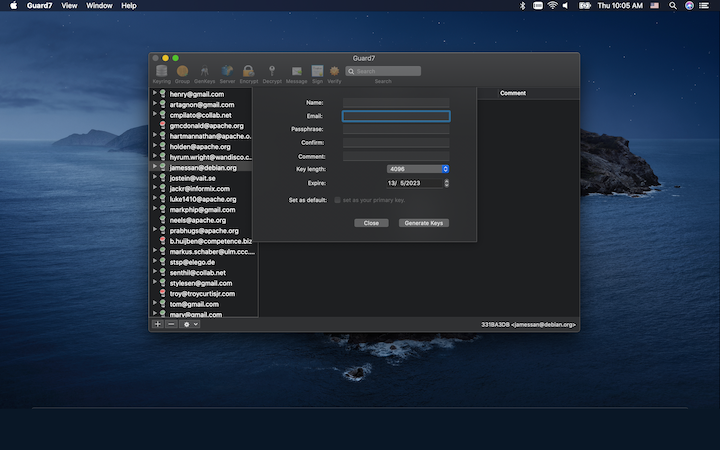 Guard7 View Window Help Thu 10:05 AM
Guard7
Keyring Group GenKeys Server Encrypt Decrypt Message Sign Verify Search
Search
Comment
henry@gmail.com
artagnon@gmail.com
cmpilato@collab.net
gmcdonald@apache.org
hartmannathan@apache.o...
holden@apache.org
hyrum.wright@wandisco.c...
jamessan@debian.org
jostein@vait.se
jackr@informix.com
luke1410@apache.org
markphip@gmail.com
neels@apache.org
prabhugs@apache.org
b.huijben@competence.biz
markus.schaber@ulm.ccc....
stsp@elego.de
senthil@collab.net
stylesen@gmail.com
troy@troycurtisjr.com
tom@gmail.com
mary@gmail.com
Name:
Email:
Passphrase:
Confirm:
Comment:
Key length: 4096
Expire: 13/ 5/2023
Set as default: set as your primary key.
Close Generate Keys
331BA3DB <jamessan@debian.org>